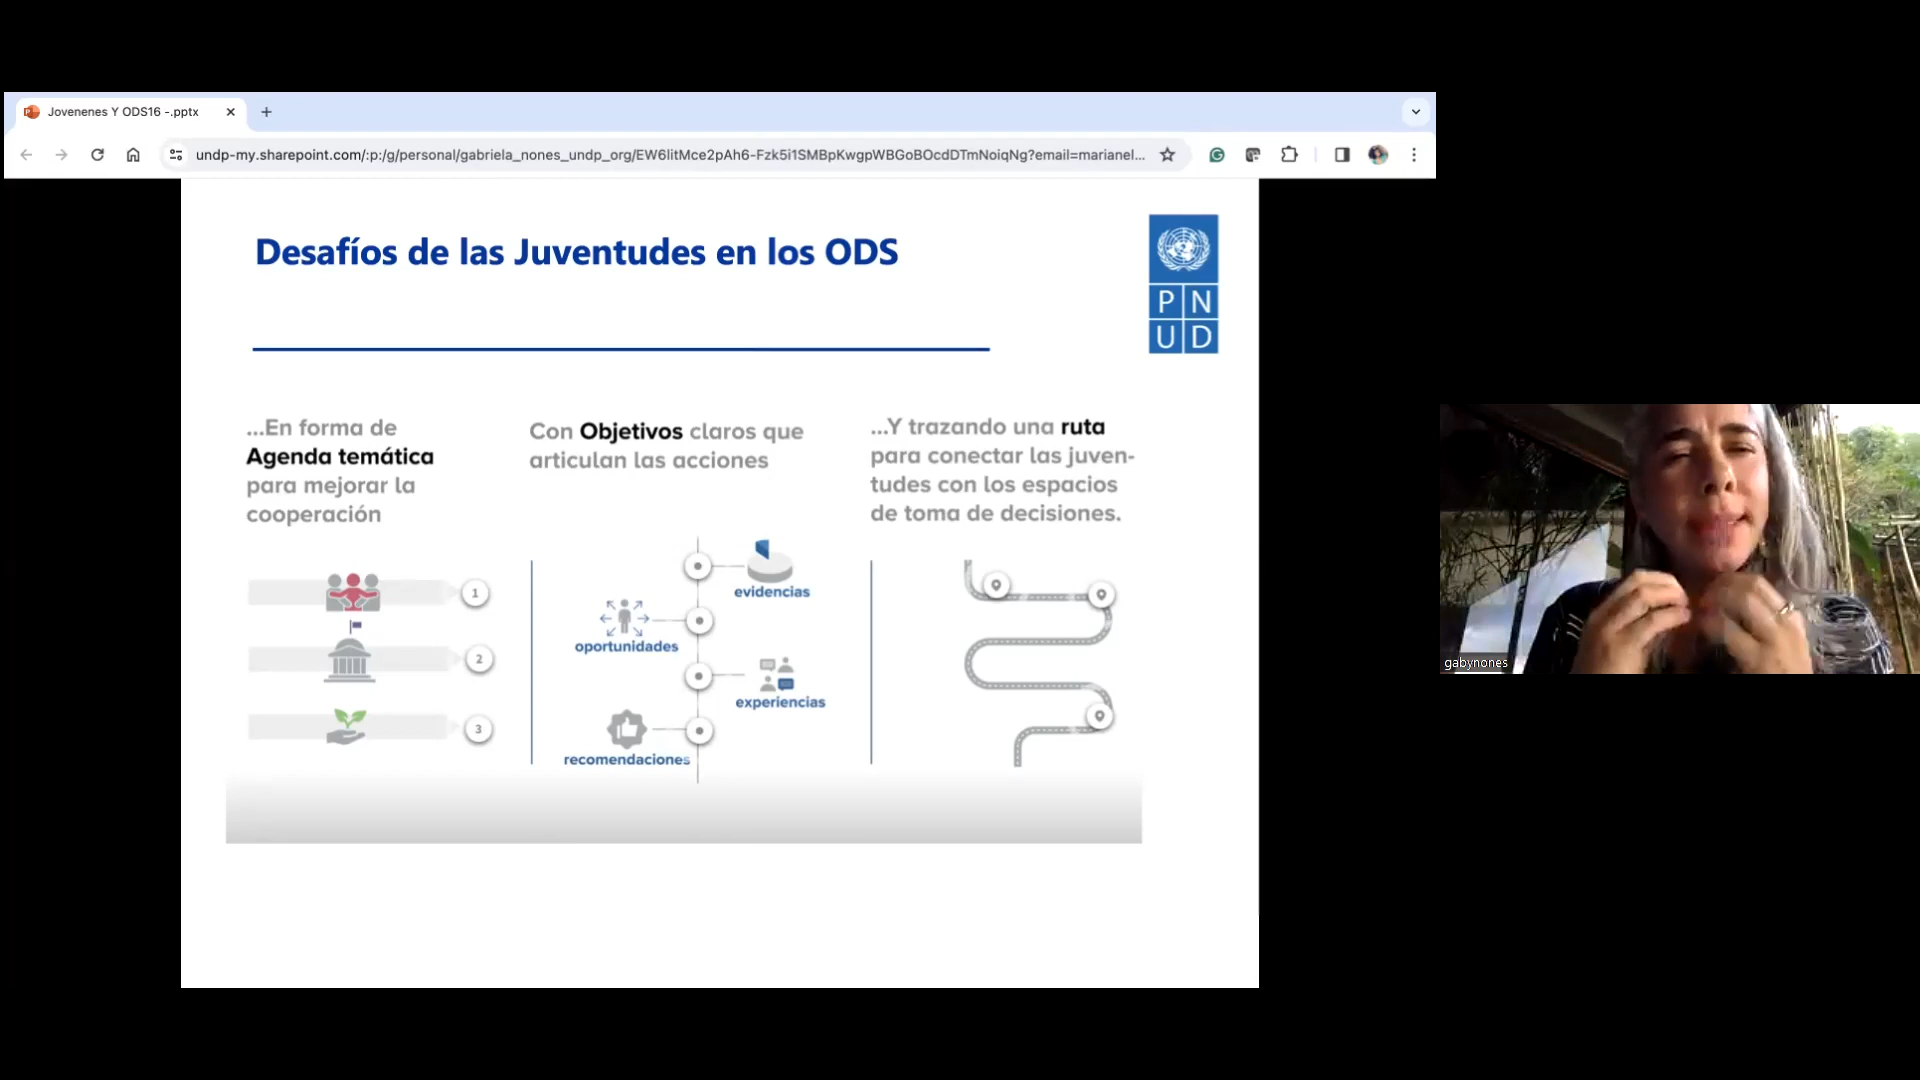 Jovenenes Y ODS16 -.pptx
undp-my.sharepoint.com/:p:/g/personal/gabriela_nones_undp_org/EW6litMce2pAh6-Fzk5i1SMBpKwgpWBGoBOcdDTmNoiqNg?email=marianel...
Desafíos de las Juventudes en los ODS
P N
U D
...En forma de
Agenda temática
para mejorar la
cooperación
1
2
3
Con Objetivos claros que
articulan las acciones
evidencias
oportunidades
experiencias
recomendaciones
...Y trazando una ruta
para conectar las juven-
tudes con los espacios
de toma de decisiones.
gabynones